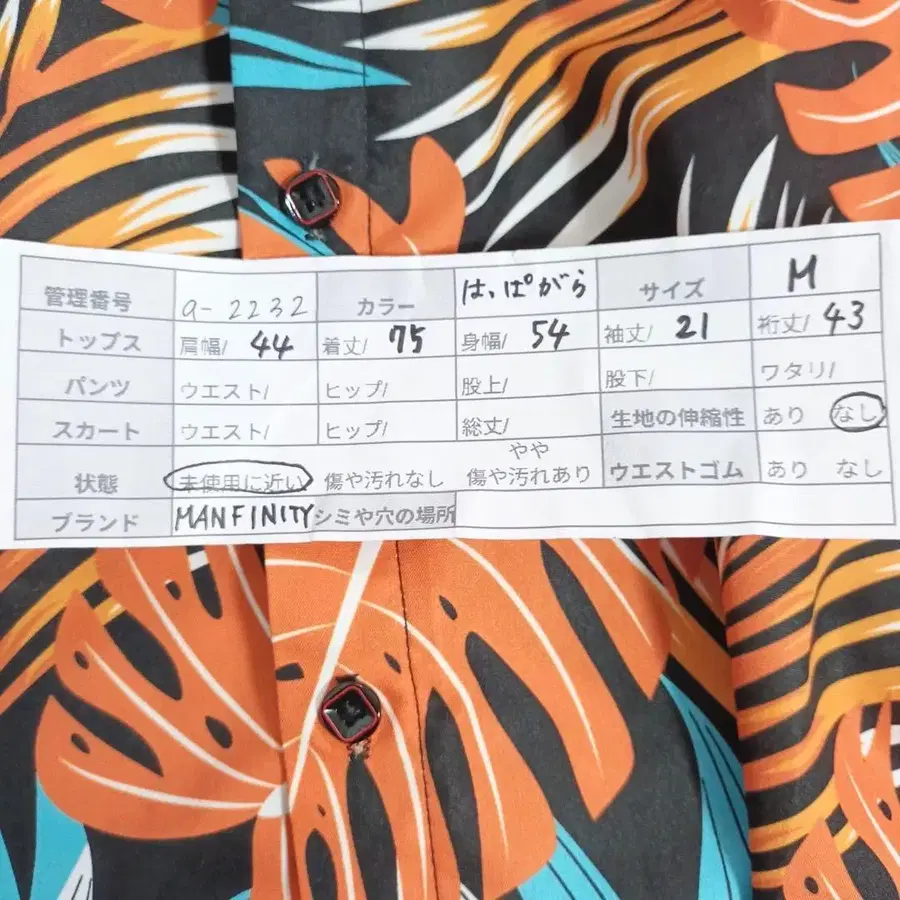 管理番号 a-2232 カラー はっぱがら サイズ M
トップス 肩幅/ 44 着丈/ 75 身幅/ 54 袖丈/ 21 裄丈/ 43
パンツ ウエスト/ ヒップ/ 股上/ 股下/ ワタリ/
スカート ウエスト/ ヒップ/ 総丈/ 生地の伸縮性 あり なし
状態 未使用に近い 傷や汚れなし やや
傷や汚れあり ウエストゴム あり なし
ブランド MANFINITY シミや穴の場所